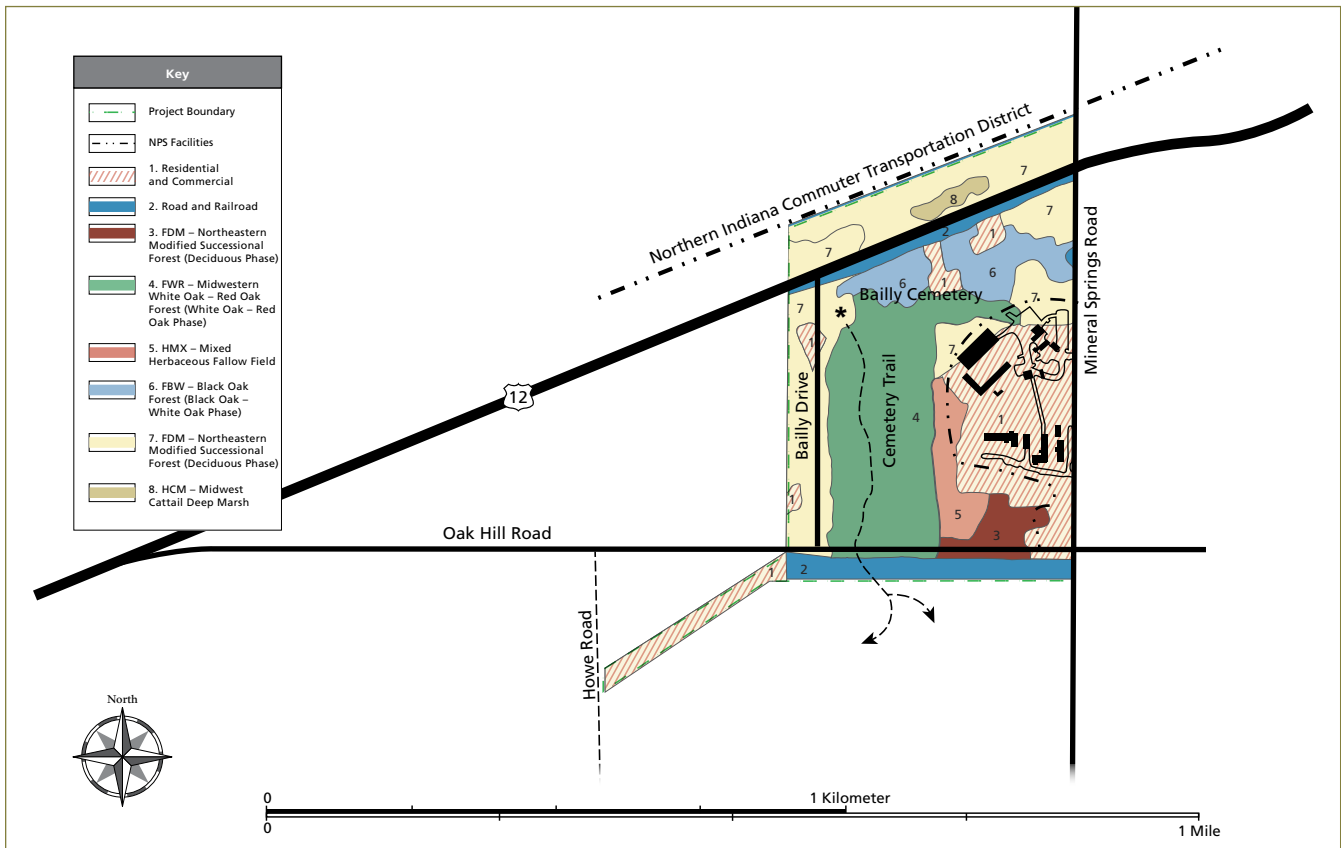 Key
Project Boundary
NPS Facilities
1. Residential
and Commercial
2. Road and Railroad
3. FDM – Northeastern
Modified Successional
Forest (Deciduous Phase)
4. FWR – Midwestern
White Oak – Red Oak
Forest (White Oak – Red
Oak Phase)
5. HMX – Mixed
Herbaceous Fallow Field
6. FBW – Black Oak
Forest (Black Oak –
White Oak Phase)
7. FDM – Northeastern
Modified Successional
Forest (Deciduous Phase)
8. HCM – Midwest
Cattail Deep Marsh
Northern Indiana Commuter Transportation District
7
8
7
2
1
7
6
1
6
Bailly Cemetery
7
7
*
1
7
Mineral Springs Road
12
Bailly Drive
Cemetery Trail
4
1
1
5
3
Oak Hill Road
1
2
Howe Road
North
0
1 Kilometer
0
1 Mile